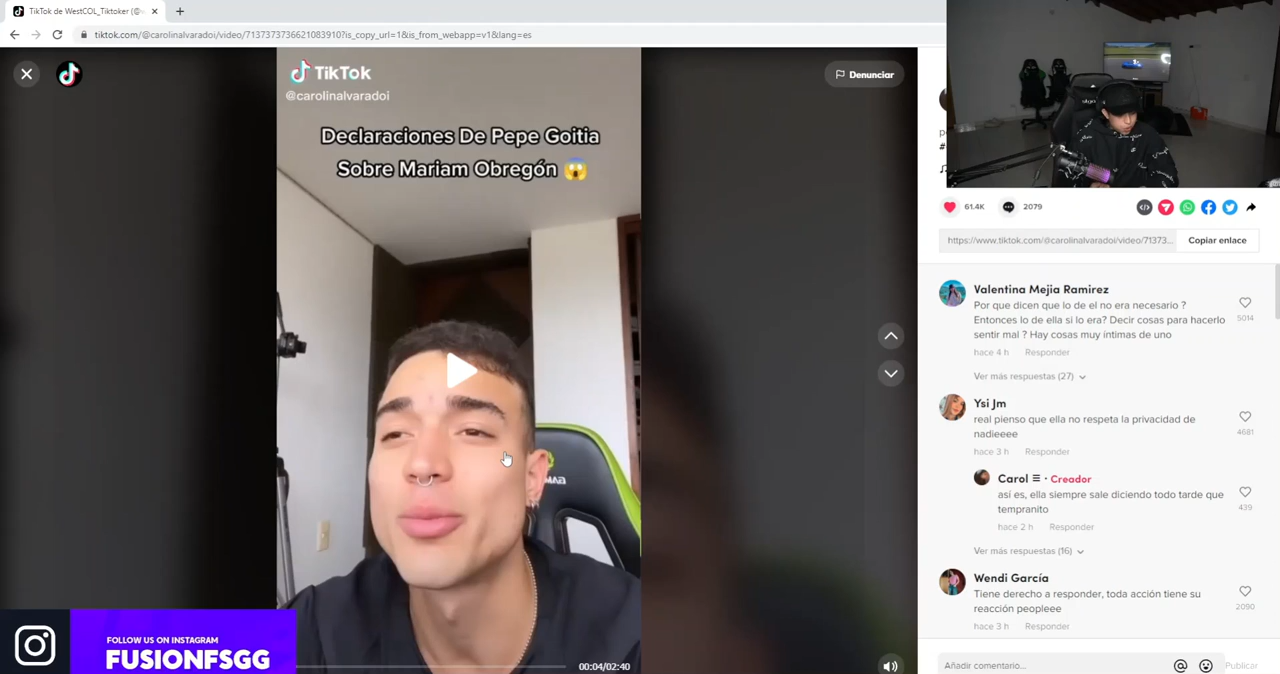 TikTok de WestCOL_Tiktoker (@
tiktok.com/@carolinalvaradoi/video/7137373736621083910?is_copy_url=1&is_from_webapp=v1&lang=es
TikTok
@carolinalvaradoi
Denunciar
Declaraciones De Pepe Goitia
Sobre Mariam Obregón 😱
61.4K
2079
https://www.tiktok.com/@carolinalvaradoi/video/71373...
Copiar enlace
Valentina Mejia Ramirez
Por que dicen que lo de el no era necesario ?
Entonces lo de ella si lo era? Decir cosas para hacerlo
sentir mal ? Hay cosas muy íntimas de uno
5014
hace 4 h Responder
Ver más respuestas (27)
Ysi Jm
real pienso que ella no respeta la privacidad de
nadieeee
4681
hace 3 h Responder
Carol ☰ · Creador
así es, ella siempre sale diciendo todo tarde que
tempranito
439
hace 2 h Responder
Ver más respuestas (16)
Wendi García
Tiene derecho a responder, toda acción tiene su
reacción peopleee
2090
hace 3 h Responder
Añadir comentario...
Publicar
00:04/02:40
FOLLOW US ON INSTAGRAM
FUSIONFSGG